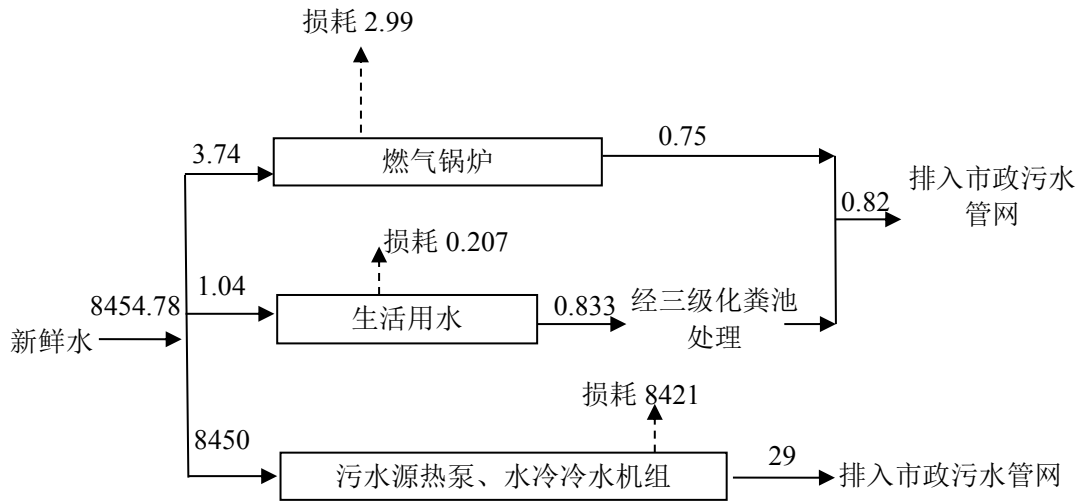 损耗 2.99
3.74
燃气锅炉
0.75
排入市政污水
管网
0.82
损耗 0.207
8454.78
1.04
生活用水
0.833
经三级化粪池
处理
新鲜水
损耗 8421
8450
污水源热泵、水冷冷水机组
29
排入市政污水管网